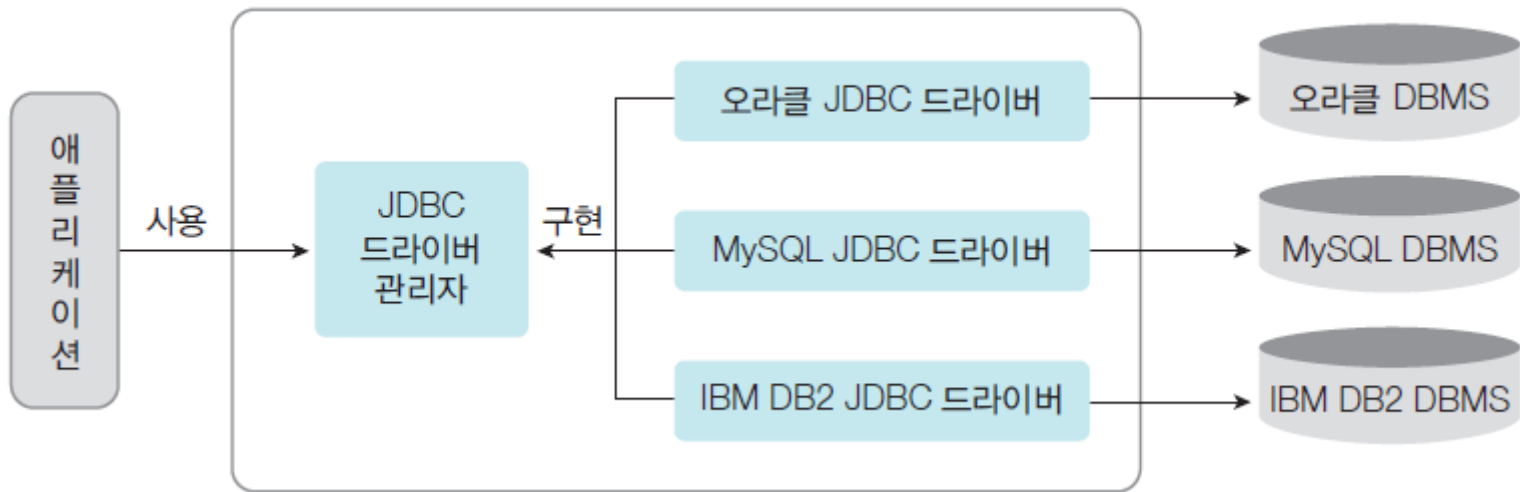 애
플
리
케
이
션
사용
JDBC
드라이버
관리자
구현
오라클 JDBC 드라이버
MySQL JDBC 드라이버
IBM DB2 JDBC 드라이버
오라클 DBMS
MySQL DBMS
IBM DB2 DBMS